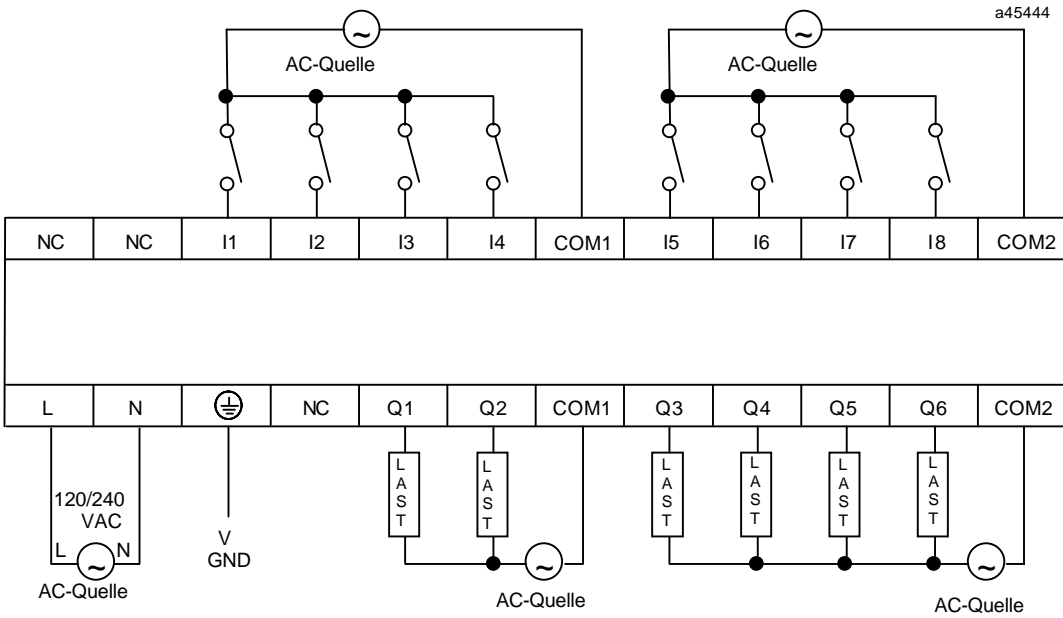 a45444
AC-Quelle
AC-Quelle
NC NC I1 I2 I3 I4 COM1 I5 I6 I7 I8 COM2
L N NC Q1 Q2 COM1 Q3 Q4 Q5 Q6 COM2
LAST
LAST
LAST
LAST
LAST
LAST
120/240
VAC
L N
AC-Quelle
V
GND
AC-Quelle
AC-Quelle